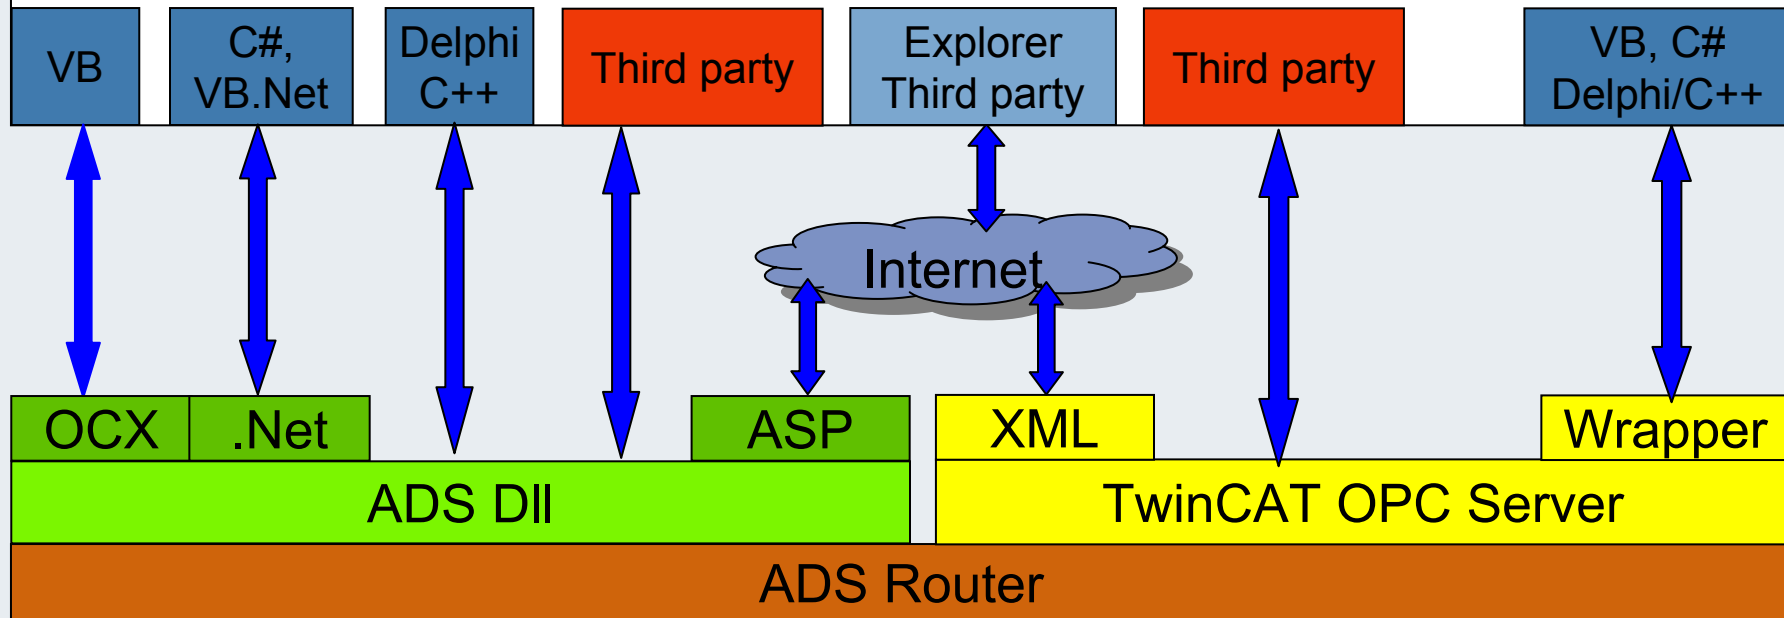 VB
C#,
VB.Net
Delphi
C++
Third party
Explorer
Third party
Third party
VB, C#
Delphi/C++
Internet
OCX
.Net
ASP
XML
Wrapper
ADS Dll
TwinCAT OPC Server
ADS Router